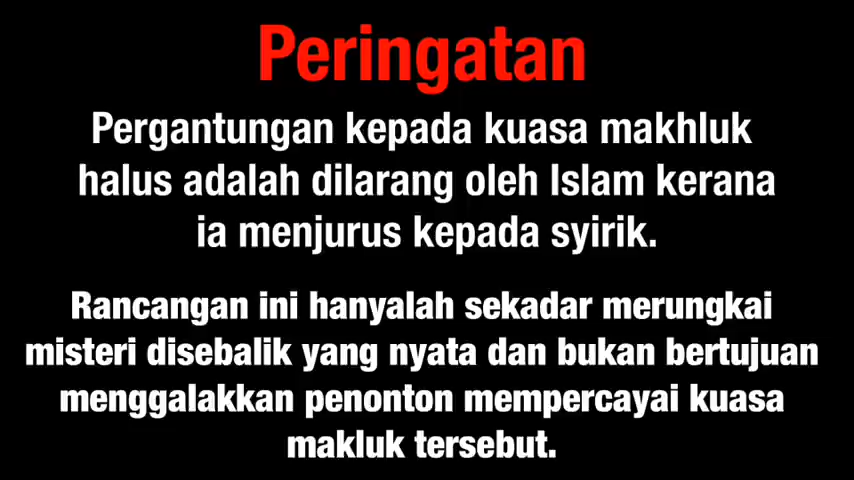 Peringatan
Pergantungan kepada kuasa makhluk
halus adalah dilarang oleh Islam kerana
ia menjurus kepada syirik.
Rancangan ini hanyalah sekadar merungkai
misteri disebalik yang nyata dan bukan bertujuan
menggalakkan penonton mempercayai kuasa
makluk tersebut.